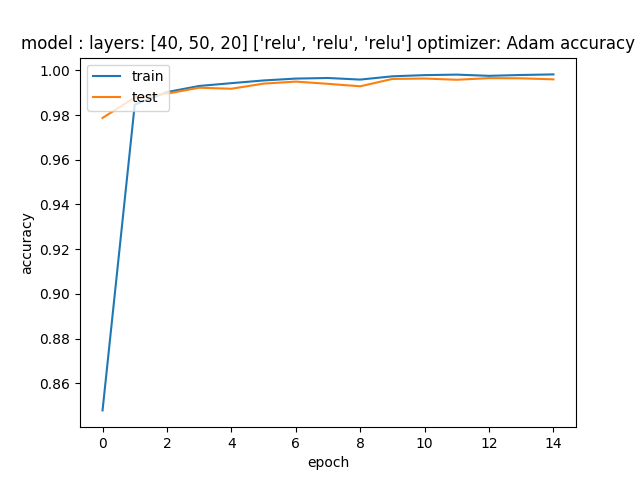 model : layers: [40, 50, 20] ['relu', 'relu', 'relu'] optimizer: Adam accuracy
train
test
accuracy
1.00
0.98
0.96
0.94
0.92
0.90
0.88
0.86
0 2 4 6 8 10 12 14
epoch